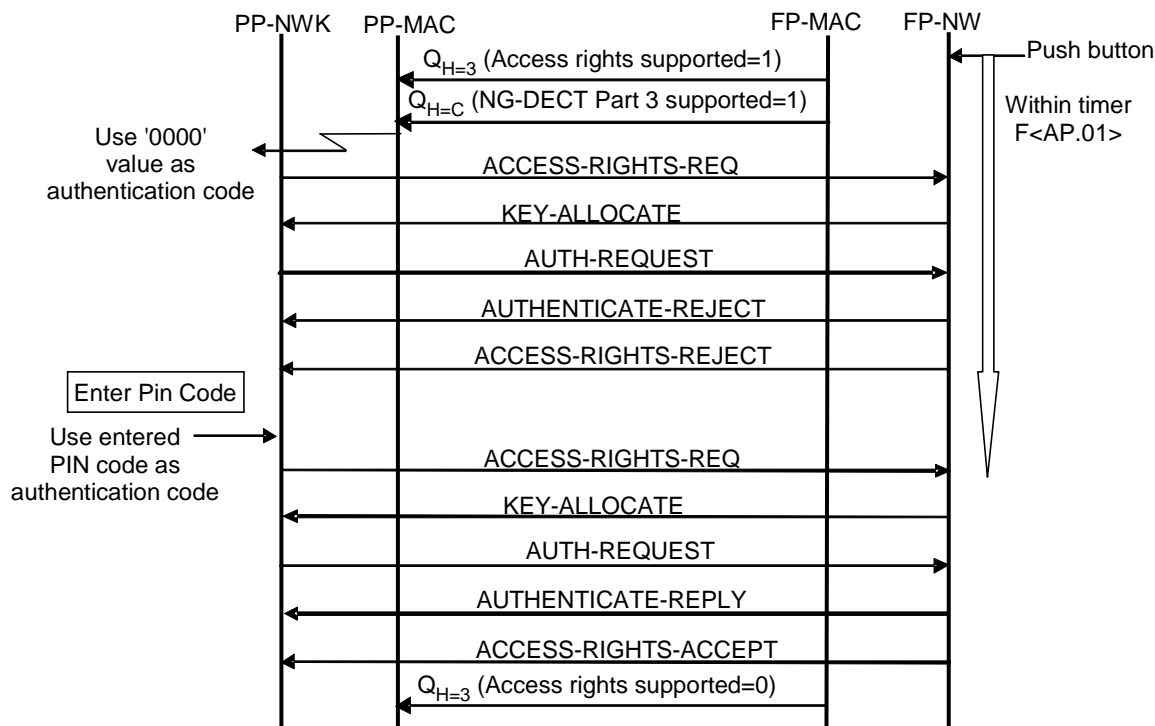 PP-NWK PP-MAC FP-MAC FP-NW
Push button
Q_H=3 (Access rights supported=1)
Q_H=C (NG-DECT Part 3 supported=1)
Within timer
F<AP.01>
Use '0000'
value as
authentication code
ACCESS-RIGHTS-REQ
KEY-ALLOCATE
AUTH-REQUEST
AUTHENTICATE-REJECT
ACCESS-RIGHTS-REJECT
Enter Pin Code
Use entered
PIN code as
authentication code
ACCESS-RIGHTS-REQ
KEY-ALLOCATE
AUTH-REQUEST
AUTHENTICATE-REPLY
ACCESS-RIGHTS-ACCEPT
Q_H=3 (Access rights supported=0)